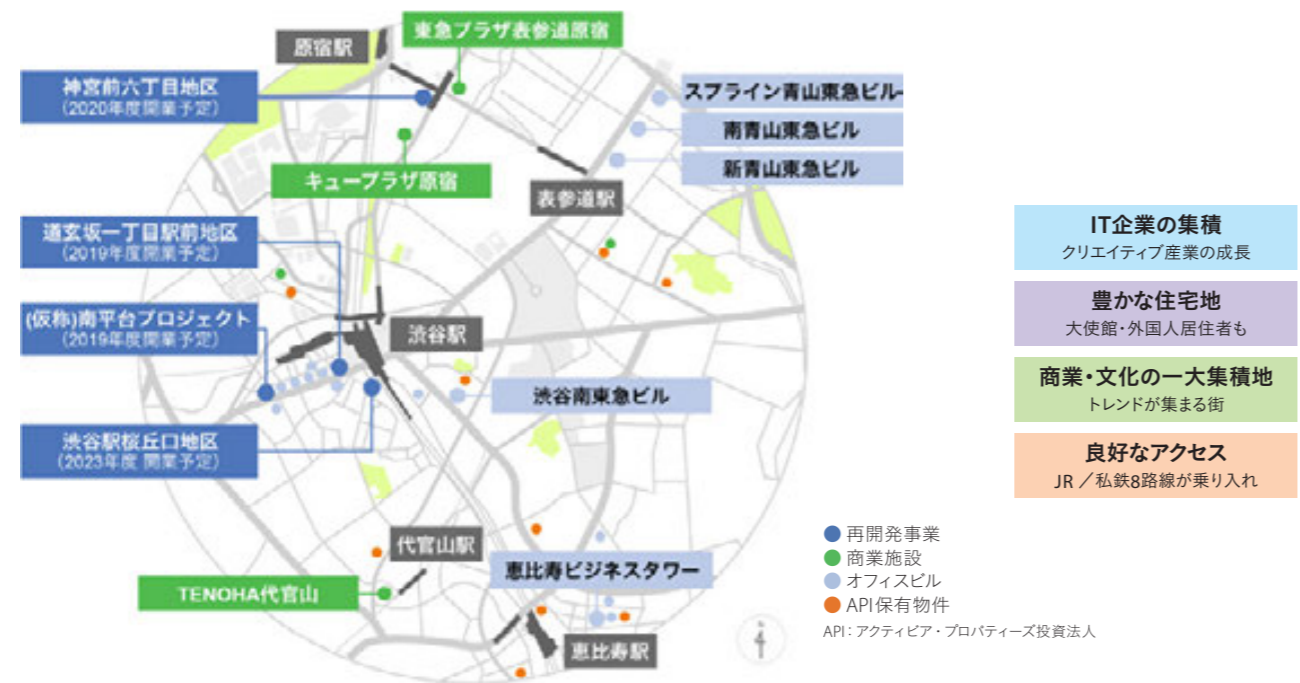 原宿駅
東急プラザ表参道原宿
神宮前六丁目地区
(2020年度開業予定)
スプライン青山東急ビル
南青山東急ビル
新青山東急ビル
キュープラザ原宿
表参道駅
道玄坂一丁目駅前地区
(2019年度開業予定)
(仮称)南平台プロジェクト
(2019年度開業予定)
渋谷駅
渋谷南東急ビル
渋谷駅桜丘口地区
(2023年度 開業予定)
代官山駅
恵比寿ビジネスタワー
TENOHA代官山
恵比寿駅
IT企業の集積
クリエイティブ産業の成長
豊かな住宅地
大使館・外国人居住者も
商業・文化の一大集積地
トレンドが集まる街
良好なアクセス
JR／私鉄8路線が乗り入れ
再開発事業
商業施設
オフィスビル
API保有物件
API：アクティビア・プロパティーズ投資法人